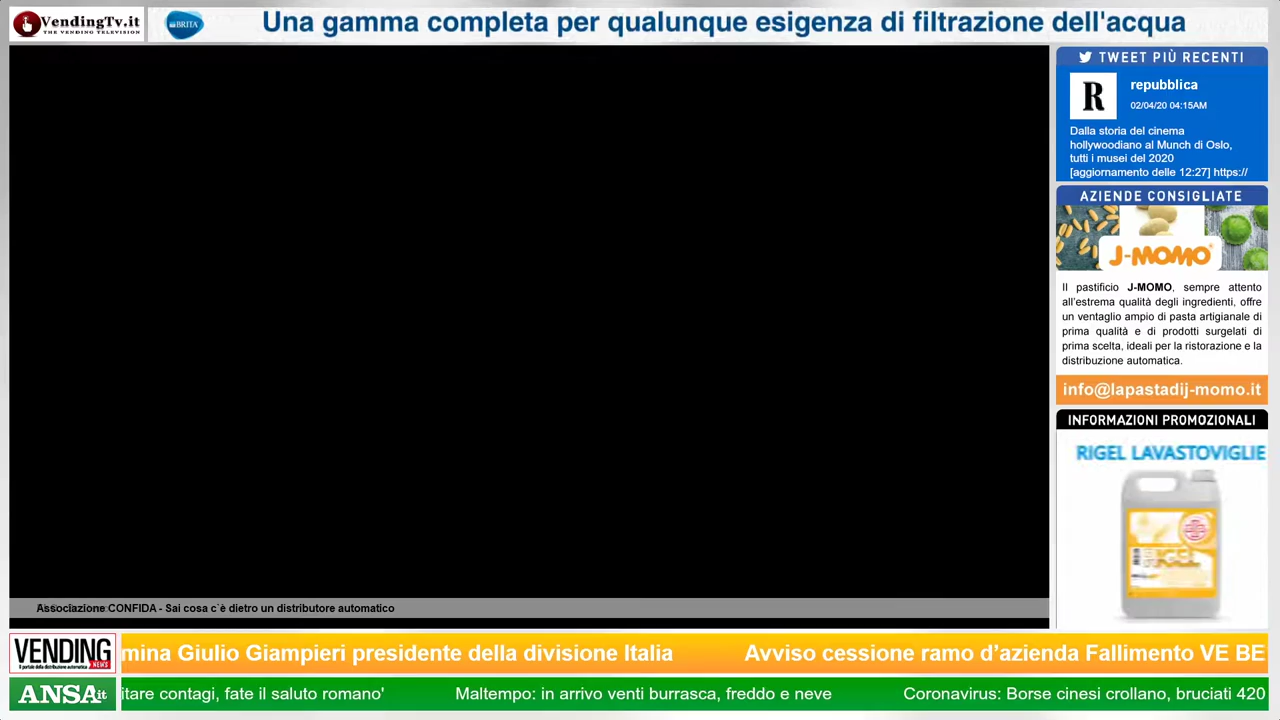 VendingTv.it
THE VENDING TELEVISION
BRITA
Una gamma completa per qualunque esigenza di filtrazione dell'acqua
TWEET PIÙ RECENTI
R
repubblica
02/04/20 04:15AM
Dalla storia del cinema
hollywoodiano al Munch di Oslo,
tutti i musei del 2020
[aggiornamento delle 12:27] https://
AZIENDE CONSIGLIATE
J-MOMO®
Il pastificio J-MOMO, sempre attento
all'estrema qualità degli ingredienti, offre
un ventaglio ampio di pasta artigianale di
prima qualità e di prodotti surgelati di
prima scelta, ideali per la ristorazione e la
distribuzione automatica.
info@lapastadij-momo.it
INFORMAZIONI PROMOZIONALI
RIGEL LAVASTOVIGLIE
RIGEL
Associazione CONFIDA - Sai cosa c`è dietro un distributore automatico
VENDING NEWS
Il portale della distribuzione automatica
mina Giulio Giampieri presidente della divisione Italia Avviso cessione ramo d’azienda Fallimento VE BE
ANSA.it
itare contagi, fate il saluto romano' Maltempo: in arrivo venti burrasca, freddo e neve Coronavirus: Borse cinesi crollano, bruciati 420